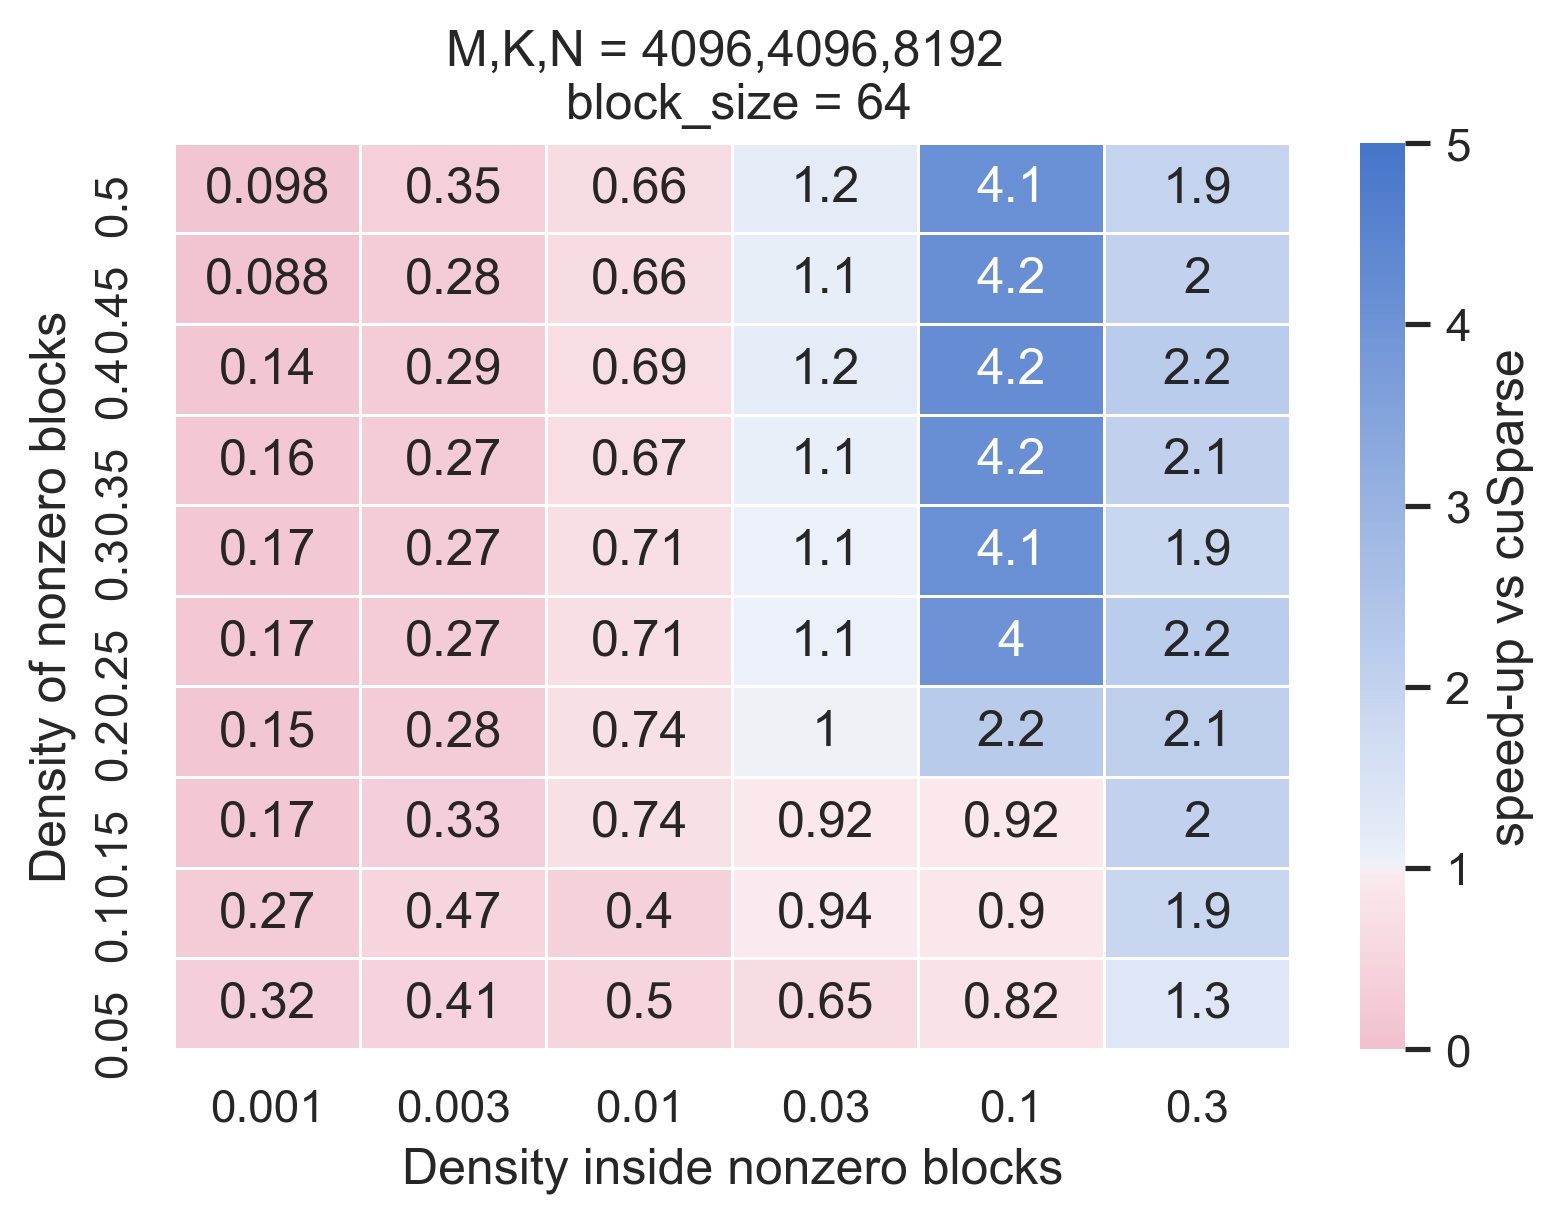 M,K,N = 4096,4096,8192
block_size = 64
Density of nonzero blocks
0.5 0.098 0.35 0.66 1.2 4.1 1.9
0.45 0.088 0.28 0.66 1.1 4.2 2
0.4 0.14 0.29 0.69 1.2 4.2 2.2
0.35 0.16 0.27 0.67 1.1 4.2 2.1
0.3 0.17 0.27 0.71 1.1 4.1 1.9
0.25 0.17 0.27 0.71 1.1 4 2.2
0.2 0.15 0.28 0.74 1 2.2 2.1
0.15 0.17 0.33 0.74 0.92 0.92 2
0.1 0.27 0.47 0.4 0.94 0.9 1.9
0.05 0.32 0.41 0.5 0.65 0.82 1.3
0.001 0.003 0.01 0.03 0.1 0.3
Density inside nonzero blocks
5
4
3
2
1
0
speed-up vs cuSparse